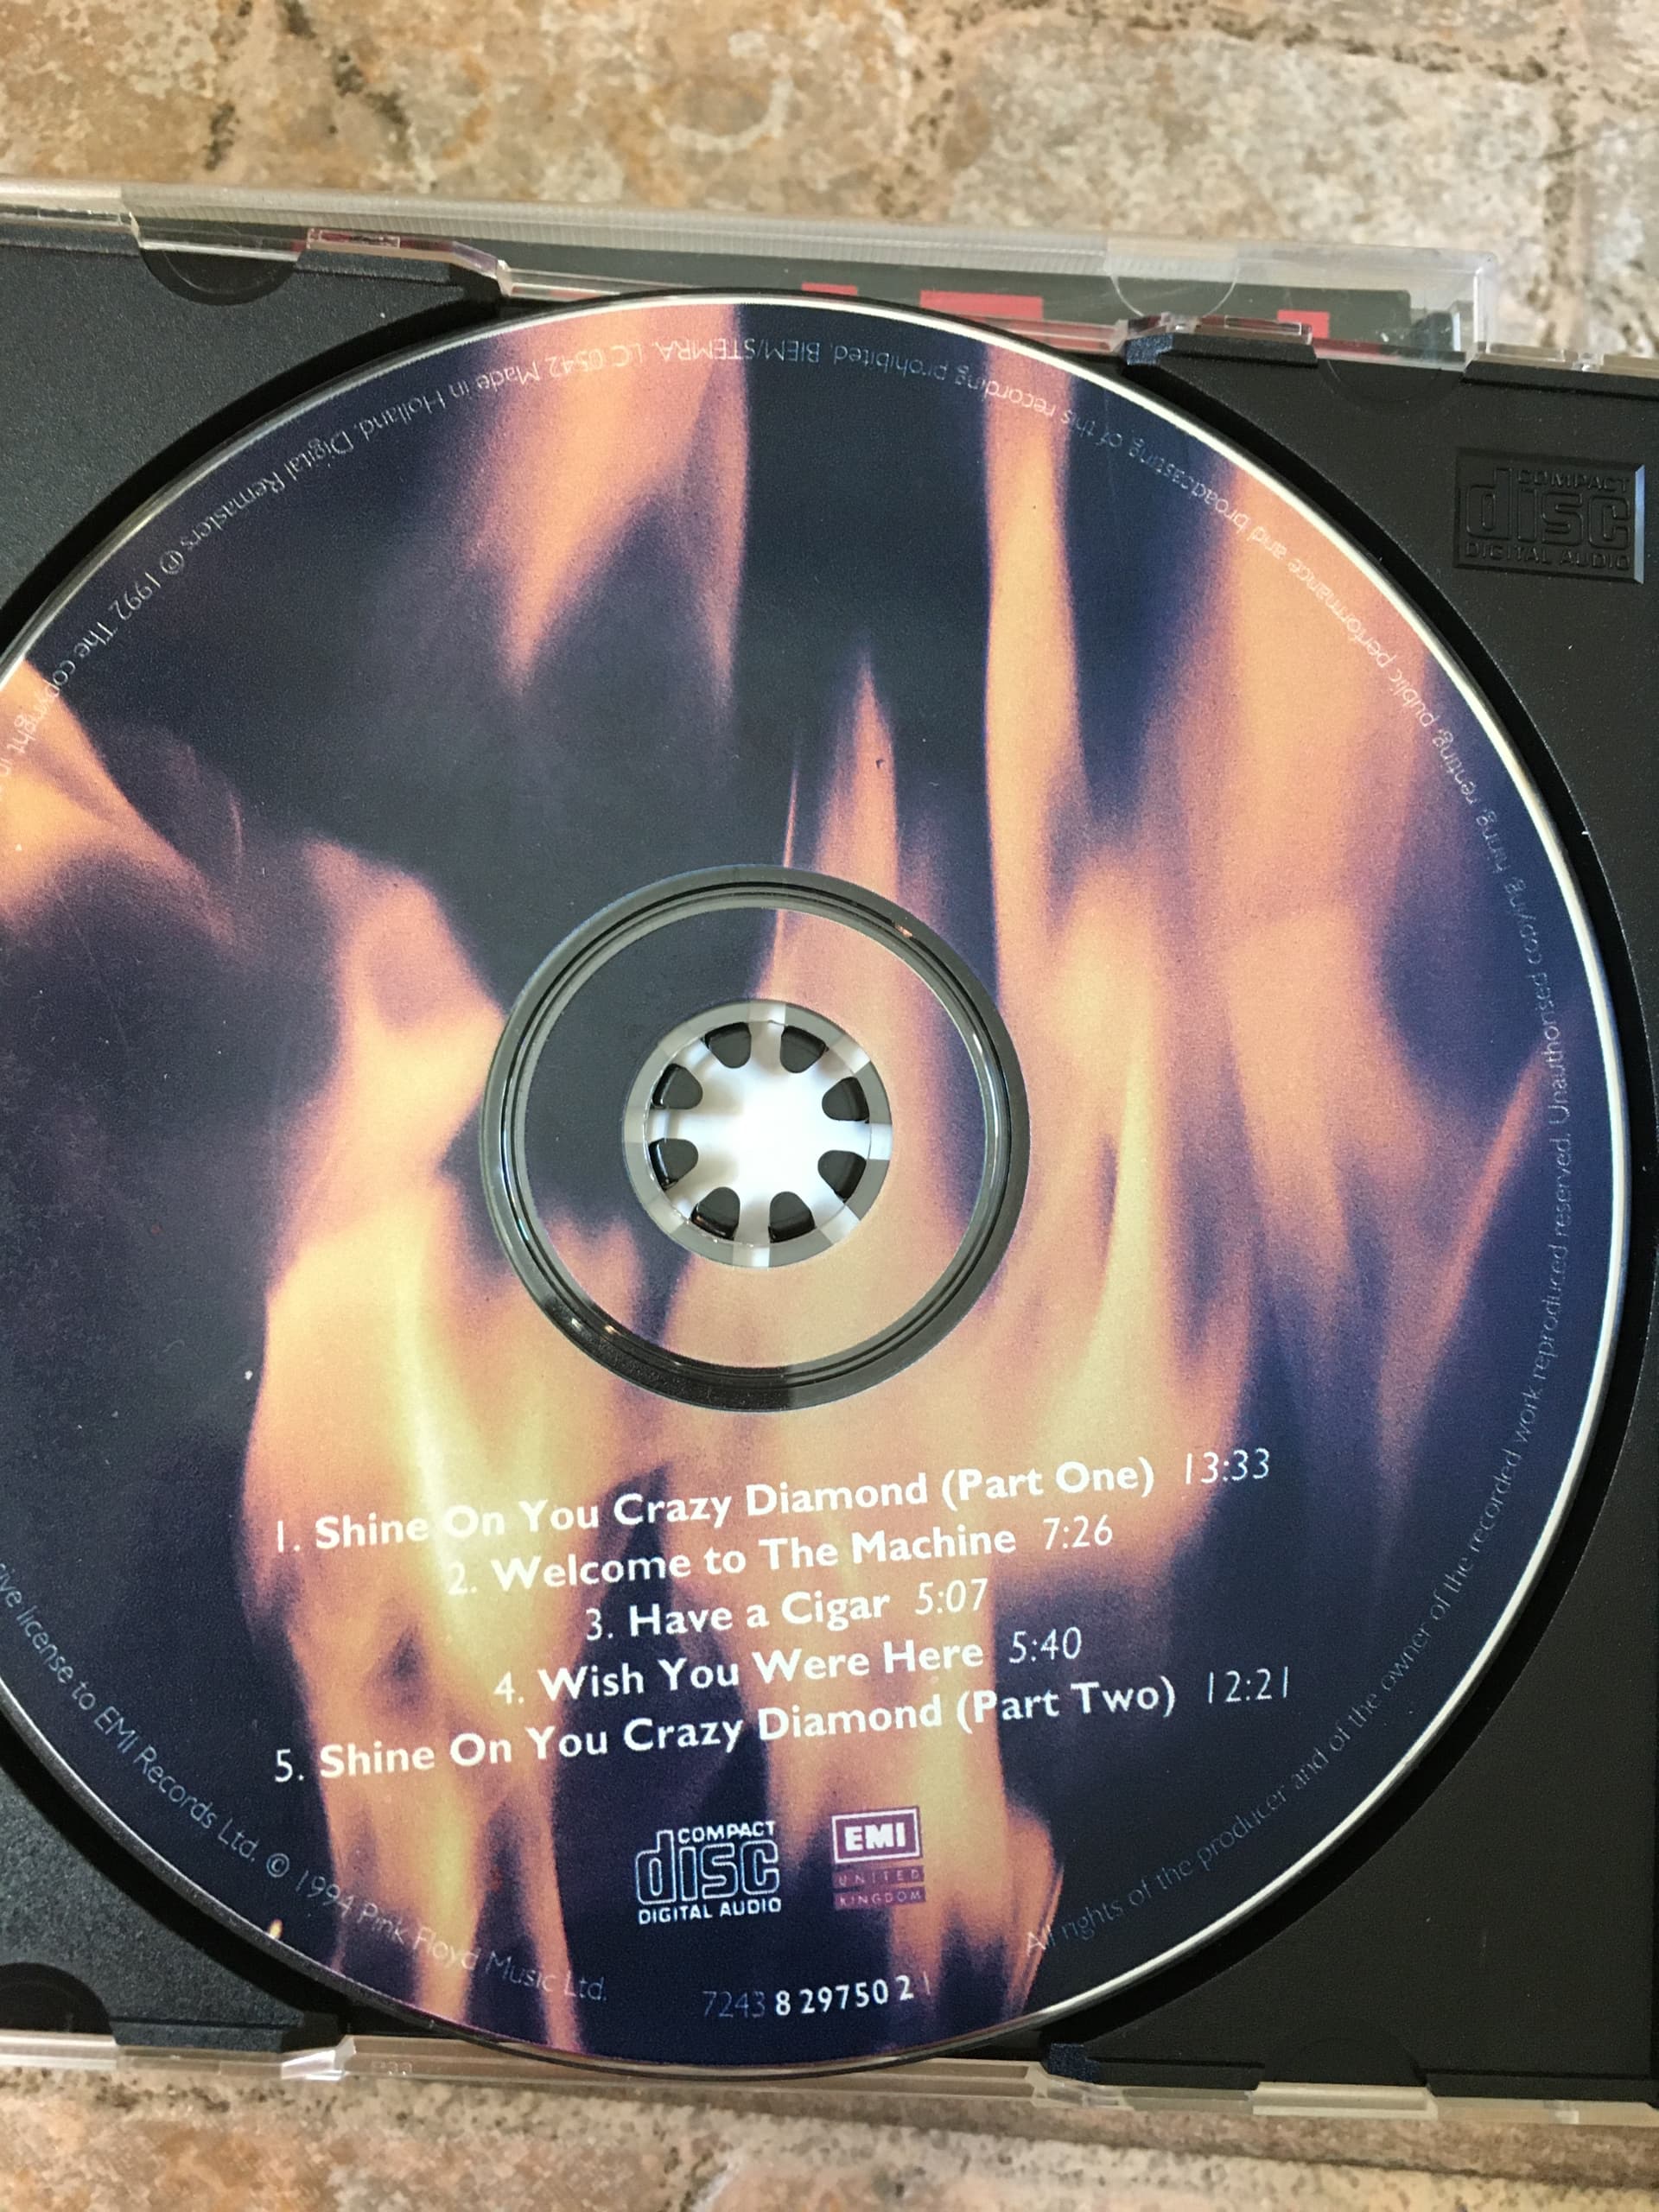 COMPACT
disc
DIGITAL AUDIO
1. Shine On You Crazy Diamond (Part One) 13:33
2. Welcome to The Machine 7:26
3. Have a Cigar 5:07
4. Wish You Were Here 5:40
5. Shine On You Crazy Diamond (Part Two) 12:21
COMPACT
disc
DIGITAL AUDIO
EMI
UNITED
KINGDOM
7243 8 29750 2 1
All rights of the producer and of the owner of the recorded work reproduced reserved. Unauthorised copying hiring renting, public performance and broadcasting of this recording prohibited. BIEM/STEMRA. LC 0542 Made in Holland. Digital Remasters ℗ 1992 The copyright in
license to EMI Records Ltd. © 1994 Pink Floyd Music Ltd.